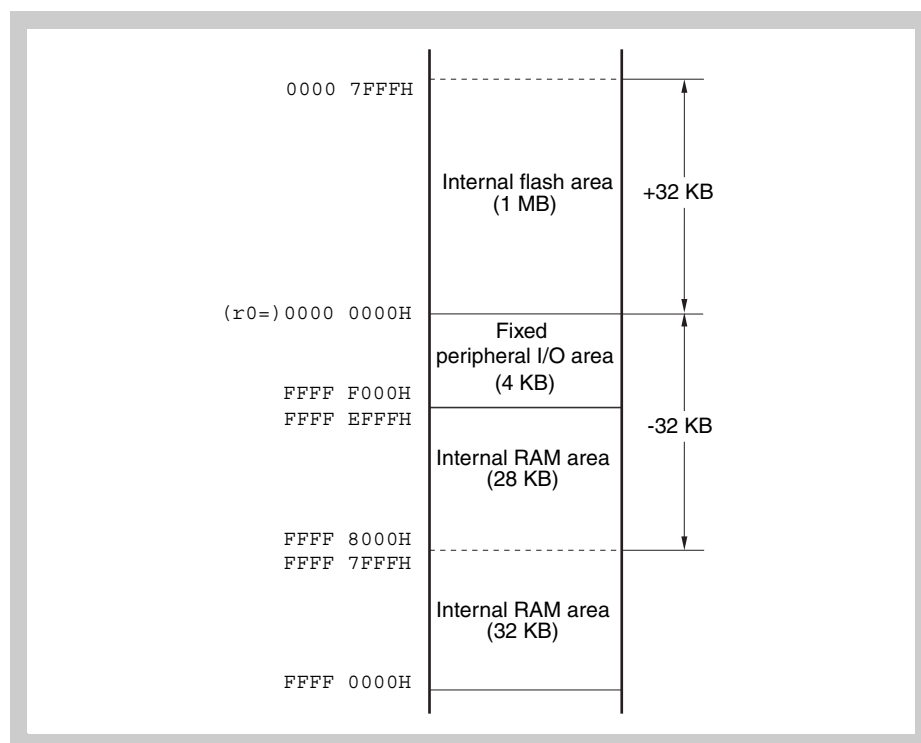 0000 7FFFH
Internal flash area
(1 MB)
+32 KB
(r0=)0000 0000H
Fixed
peripheral I/O area
(4 KB)
FFFF F000H
FFFF EFFFH
-32 KB
Internal RAM area
(28 KB)
FFFF 8000H
FFFF 7FFFH
Internal RAM area
(32 KB)
FFFF 0000H